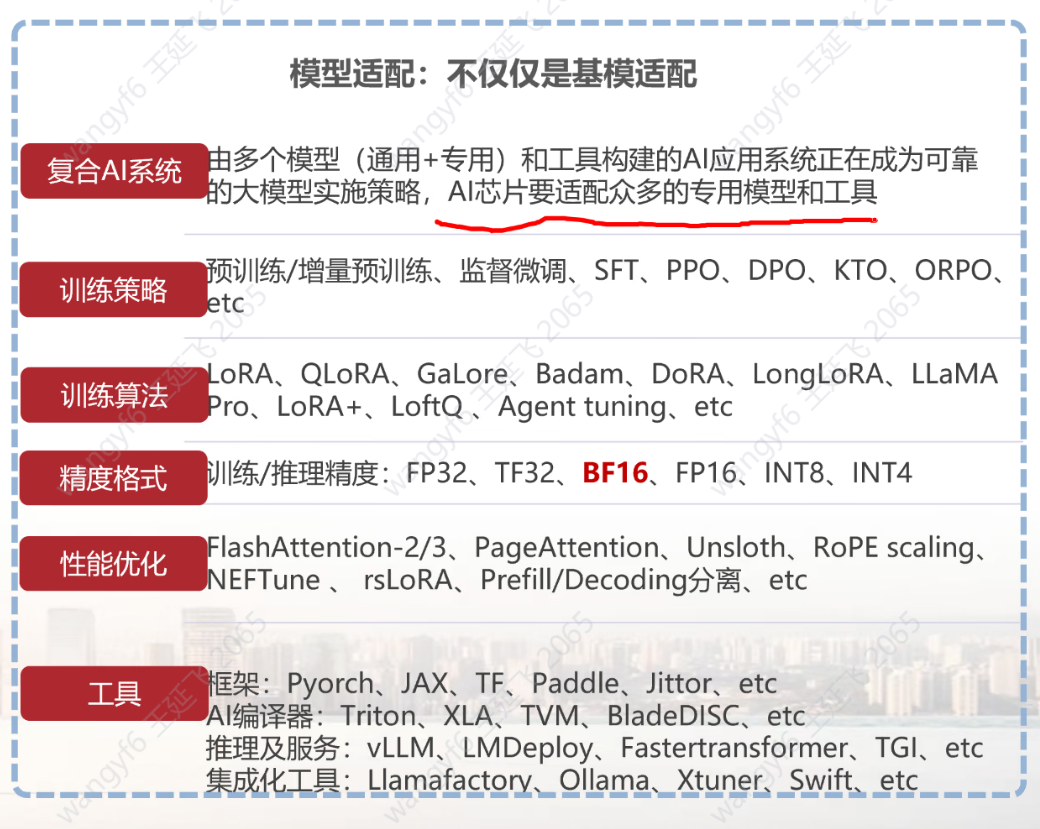 模型适配：不仅仅是基模适配
复合AI系统
由多个模型（通用+专用）和工具构建的AI应用系统正在成为可靠
的大模型实施策略，AI芯片要适配众多的专用模型和工具
训练策略
预训练/增量预训练、监督微调、SFT、PPO、DPO、KTO、ORPO、
etc
训练算法
LoRA、QLoRA、GaLore、Badam、DoRA、LongLoRA、LLaMA
Pro、LoRA+、LoftQ 、Agent tuning、etc
精度格式
训练/推理精度：FP32、TF32、BF16、FP16、INT8、INT4
性能优化
FlashAttention-2/3、PageAttention、Unsloth、RoPE scaling、
NEFTune 、 rsLoRA、Prefill/Decoding分离、etc
工具
框架：Pyorch、JAX、TF、Paddle、Jittor、etc
AI编译器：Triton、XLA、TVM、BladeDISC、etc
推理及服务：vLLM、LMDeploy、Fastertransformer、TGI、etc
集成化工具：Llamafactory、Ollama、Xtuner、Swift、etc
wangyf6 王延飞 2065